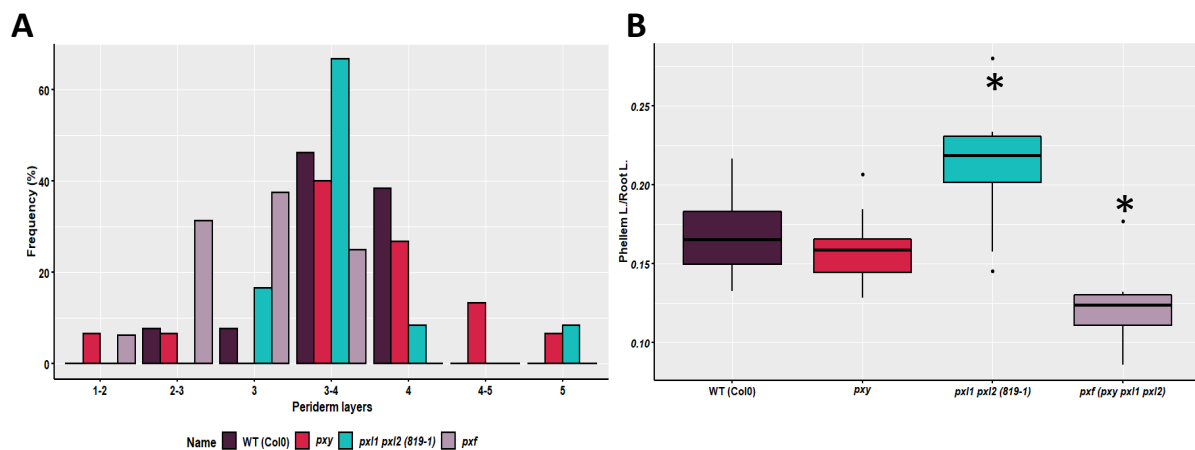 A
Frequency (%)
60
40
20
0
1-2 2-3 3 3-4 4 4-5 5
Periderm layers
Name WT (Col0) pxy pxl1 pxl2 (819-1) pxf
B
Phellem L./Root L.
0.25
0.20
0.15
0.10
*
*
WT (Col0) pxy pxl1 pxl2 (819-1) pxf (pxy pxl1 pxl2)